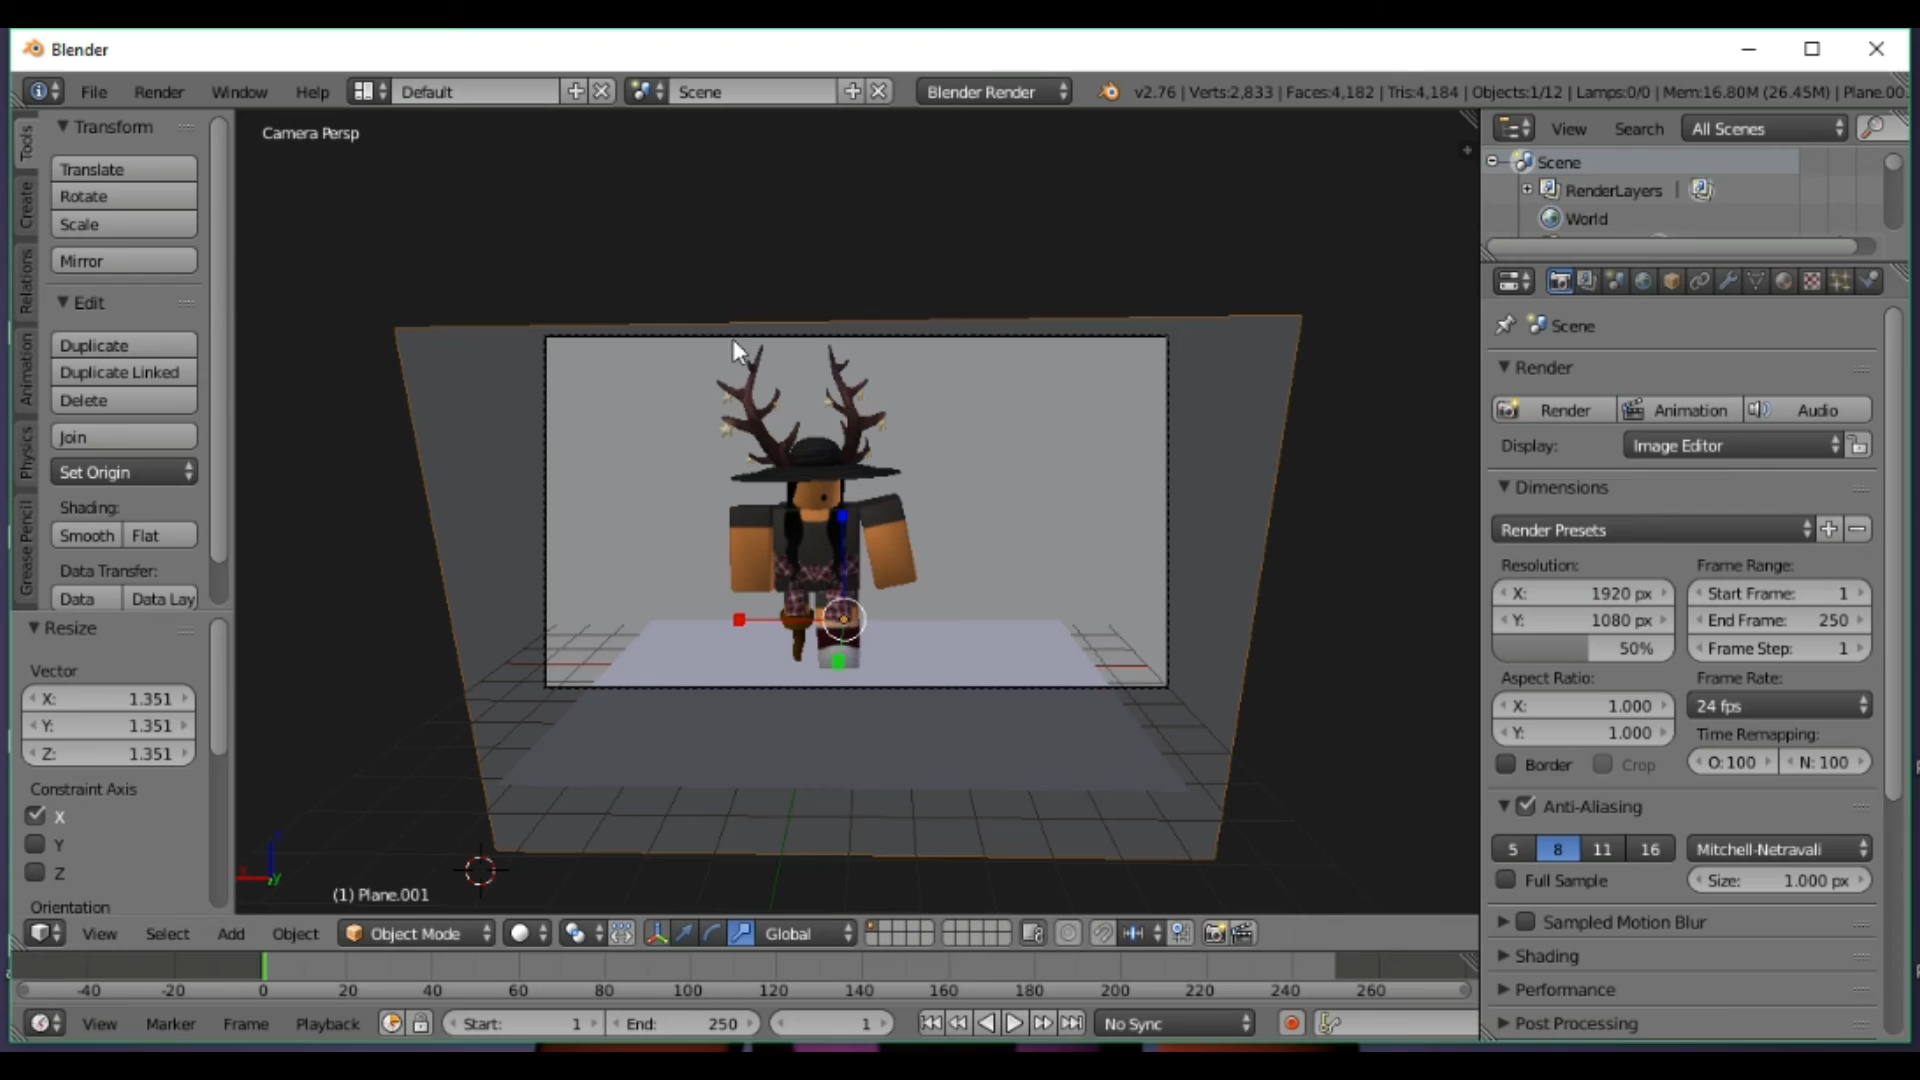 Blender
File Render Window Help Default Scene Blender Render v2.76 | Verts:2,833 | Faces:4,182 | Tris:4,184 | Objects:1/12 | Lamps:0/0 | Mem:16.80M (26.45M) | Plane.00
Tools
Create
Relations
Animation
Physics
Grease Pencil
Transform
Translate
Rotate
Scale
Mirror
Edit
Duplicate
Duplicate Linked
Delete
Join
Set Origin
Shading:
Smooth Flat
Data Transfer:
Data Data Lay
Resize
Vector
X: 1.351
Y: 1.351
Z: 1.351
Constraint Axis
X
Y
Z
Orientation
Camera Persp
(1) Plane.001
View Select Add Object Object Mode Global
-40 -20 0 20 40 60 80 100 120 140 160 180 200 220 240 260
View Marker Frame Playback Start: 1 End: 250 1 No Sync
View Search All Scenes
Scene
RenderLayers |
World
Scene
Render
Render Animation Audio
Display: Image Editor
Dimensions
Render Presets
Resolution: Frame Range:
X: 1920 px Start Frame: 1
Y: 1080 px End Frame: 250
50% Frame Step: 1
Aspect Ratio: Frame Rate:
X: 1.000 24 fps
Y: 1.000 Time Remapping:
Border Crop O: 100 N: 100
Anti-Aliasing
5 8 11 16 Mitchell-Netravali
Full Sample Size: 1.000 px
Sampled Motion Blur
Shading
Performance
Post Processing